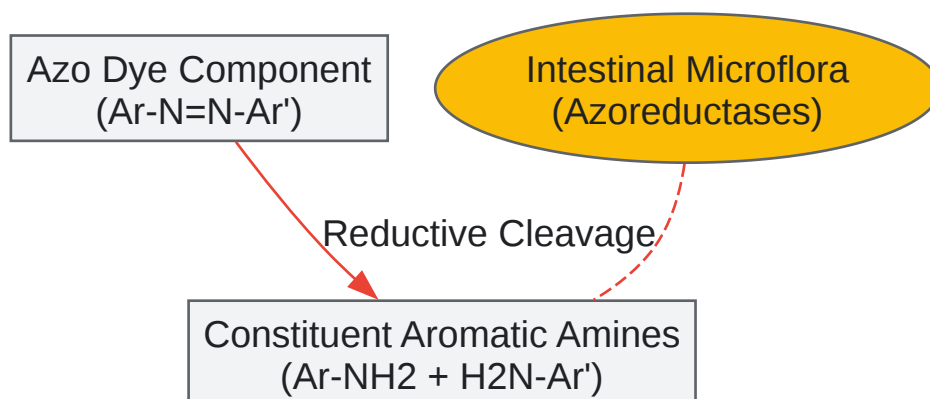 Azo Dye Component
(Ar-N=N-Ar')
Intestinal Microflora
(Azoreductases)
Reductive Cleavage
Constituent Aromatic Amines
(Ar-NH2 + H2N-Ar')